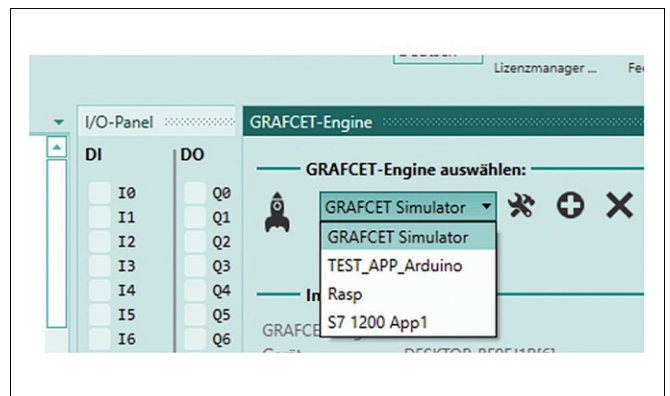 Lizenzmanager ...
I/O-Panel
GRAFCET-Engine
DI
DO
GRAFCET-Engine auswählen:
I0
Q0
I1
Q1
I2
Q2
I3
Q3
I4
Q4
I5
Q5
I6
Q6
GRAFCET Simulator
GRAFCET Simulator
TEST_APP_Arduino
Rasp
S7 1200 App1